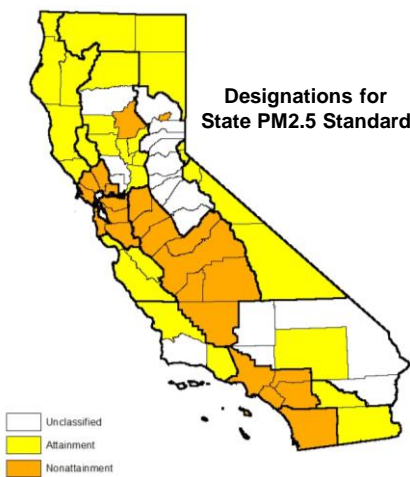 Designations for
State PM2.5 Standard
Unclassified
Attainment
Nonattainment